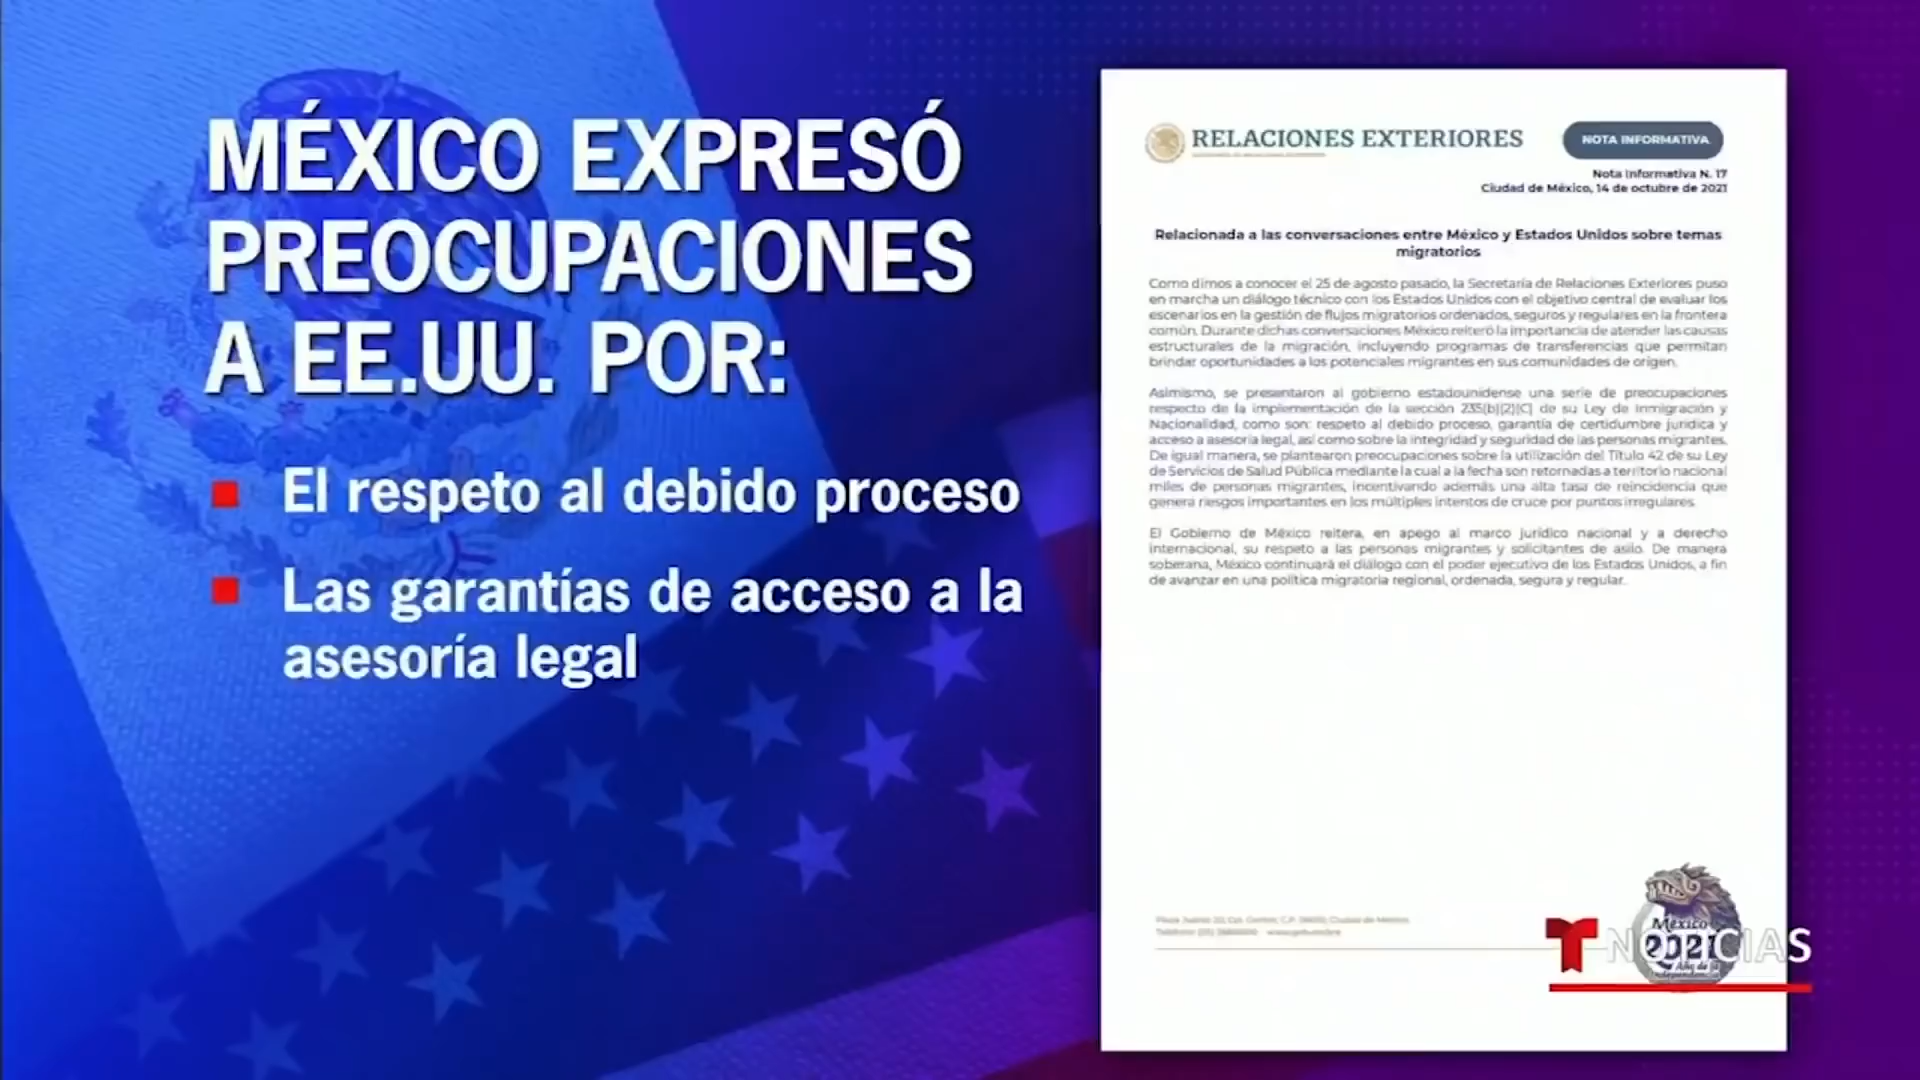 MÉXICO EXPRESÓ
PREOCUPACIONES
A EE.UU. POR:
El respeto al debido proceso
Las garantías de acceso a la
asesoría legal
RELACIONES EXTERIORES
NOTA INFORMATIVA
Nota Informativa N. 17
Ciudad de México, 14 de octubre de 2021
Relacionada a las conversaciones entre México y Estados Unidos sobre temas
migratorios
Como dimos a conocer el 25 de agosto pasado, la Secretaría de Relaciones Exteriores puso
en marcha un diálogo técnico con los Estados Unidos con el objetivo central de evaluar los
escenarios en la gestión de flujos migratorios ordenados, seguros y regulares en la frontera
común. Durante dichas conversaciones México reiteró la importancia de atender las causas
estructurales de la migración, incluyendo programas de transferencias que permitan
brindar oportunidades a los potenciales migrantes en sus comunidades de origen.
Asimismo, se presentaron al gobierno estadounidense una serie de preocupaciones
respecto de la implementación de la sección 235(b)(2)(C) de su Ley de Inmigración y
Nacionalidad, como son: respeto al debido proceso, garantía de certidumbre jurídica y
acceso a asesoría legal, así como sobre la integridad y seguridad de las personas migrantes.
De igual manera, se plantearon preocupaciones sobre la utilización del Título 42 de su Ley
de Servicios de Salud Pública mediante la cual a la fecha son retornadas a territorio nacional
miles de personas migrantes, incentivando además una alta tasa de reincidencia que
genera riesgos importantes en los múltiples intentos de cruce por puntos irregulares.
El Gobierno de México reitera, en apego al marco jurídico nacional y a derecho
internacional, su respeto a las personas migrantes y solicitantes de asilo. De manera
soberana, México continuará el diálogo con el poder ejecutivo de los Estados Unidos, a fin
de avanzar en una política migratoria regional, ordenada, segura y regular.
México
2021
Año de la
Independencia
T NOTICIAS